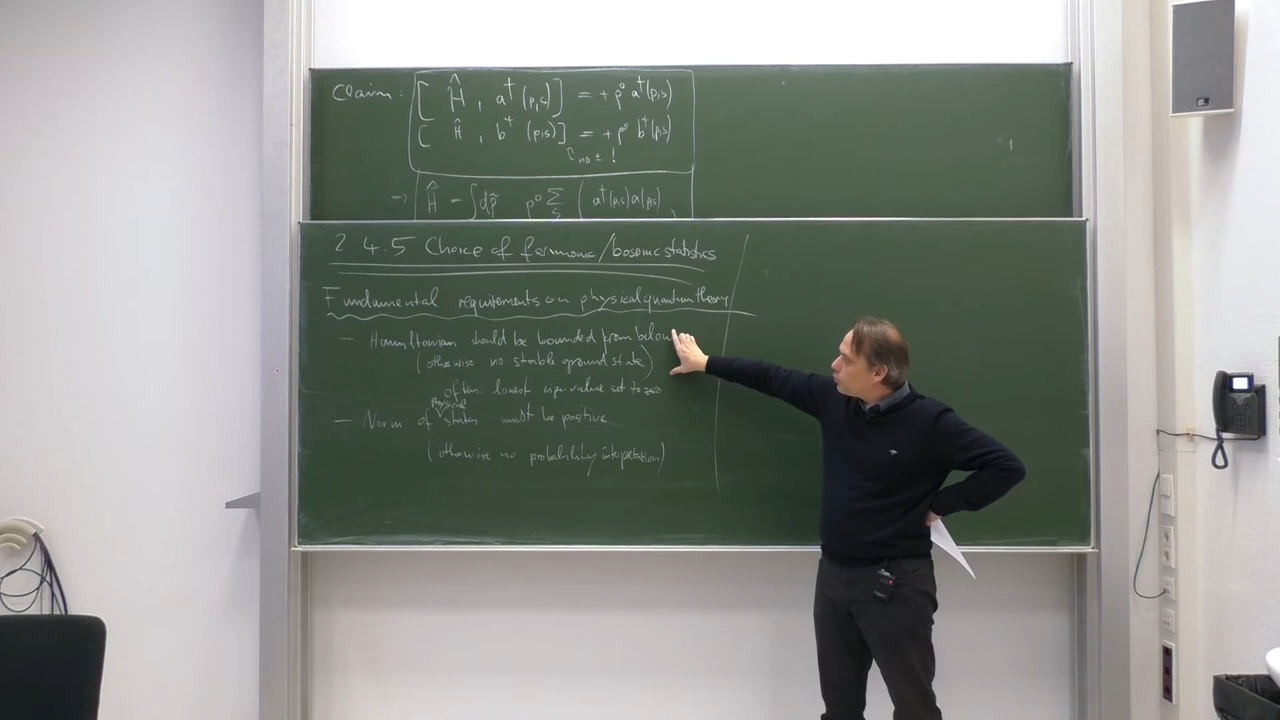 Claim: [ Ĥ , a†(p,s) ] = + p⁰ a†(p,s)
[ Ĥ , b†(p,s) ] = + p⁰ b†(p,s)
no ± !
→ Ĥ = ∫dp̃ p⁰ Σ_s ( a†(p,s)a(p,s)
2.4.5 Choice of fermionic/bosonic statistics
Fundamental requirements on physical quantum theory
— Hamiltonian should be bounded from below
(otherwise no stable ground state)
often: lowest eigenvalue set to zero
— Norm of physical states must be positive
(otherwise no probability intepretation)